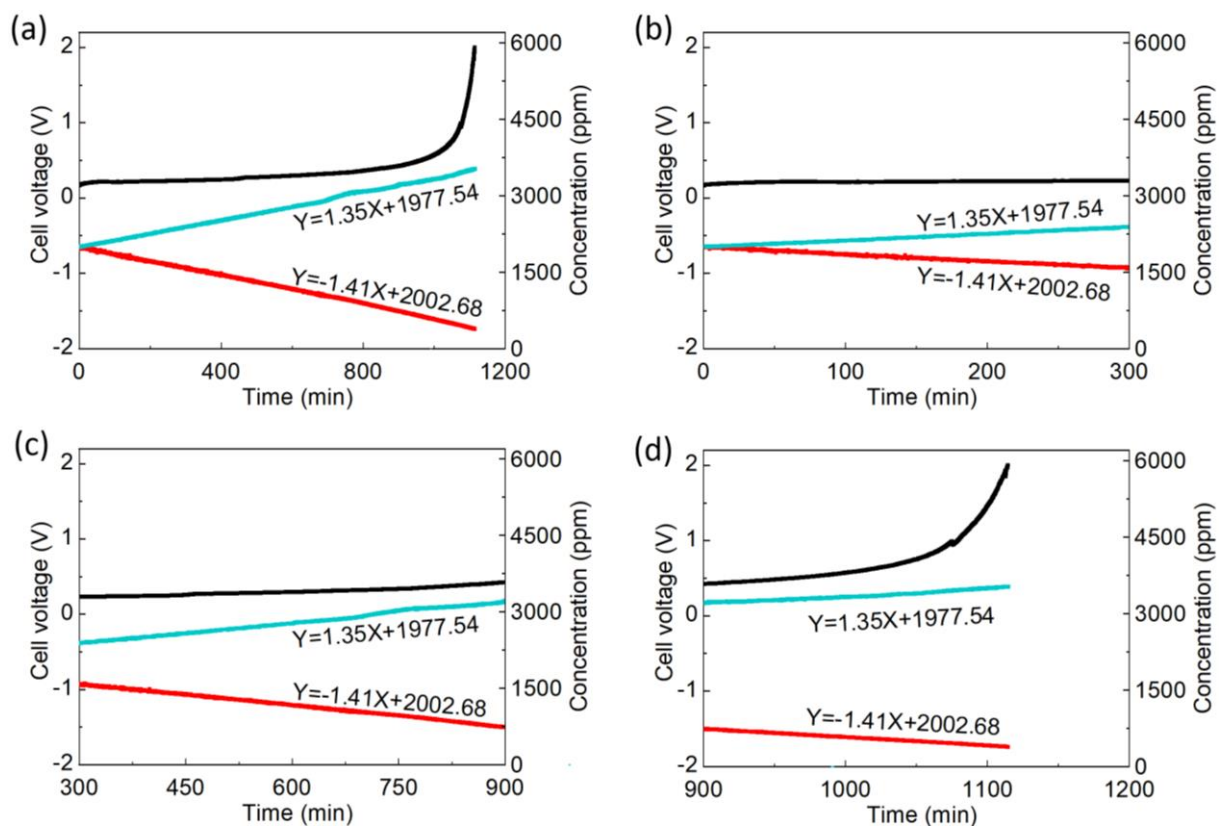 (a)
2
1
0
-1
-2
Cell voltage (V)
6000
4500
3000
1500
0
Concentration (ppm)
Y=1.35X+1977.54
Y=-1.41X+2002.68
0
400
800
1200
Time (min)
(b)
2
1
0
-1
-2
Cell voltage (V)
6000
4500
3000
1500
0
Concentration (ppm)
Y=1.35X+1977.54
Y=-1.41X+2002.68
0
100
200
300
Time (min)
(c)
2
1
0
-1
-2
Cell voltage (V)
6000
4500
3000
1500
0
Concentration (ppm)
Y=1.35X+1977.54
Y=-1.41X+2002.68
300
450
600
750
900
Time (min)
(d)
2
1
0
-1
-2
Cell voltage (V)
6000
4500
3000
1500
0
Concentration (ppm)
Y=1.35X+1977.54
Y=-1.41X+2002.68
900
1000
1100
1200
Time (min)